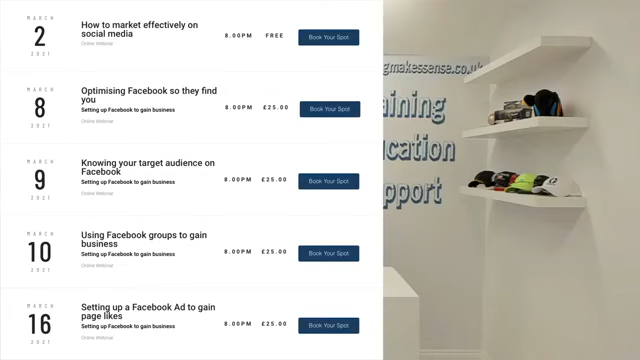 MARCH
2
2021
How to market effectively on
social media
Online Webinar
8.00PM
FREE
Book Your Spot
MARCH
8
2021
Optimising Facebook so they find
you
Setting up Facebook to gain business
Online Webinar
8.00PM
£25.00
Book Your Spot
MARCH
9
2021
Knowing your target audience on
Facebook
Setting up Facebook to gain business
Online Webinar
8.00PM
£25.00
Book Your Spot
MARCH
10
2021
Using Facebook groups to gain
business
Setting up Facebook to gain business
Online Webinar
8.00PM
£25.00
Book Your Spot
MARCH
16
2021
Setting up a Facebook Ad to gain
page likes
Setting up Facebook to gain business
Online Webinar
8.00PM
£25.00
Book Your Spot
gmakessense.co.uk
aining
ication
pport